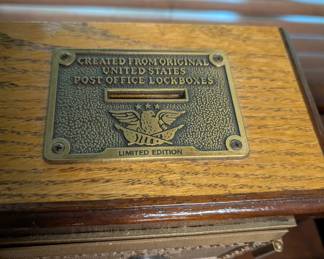 CREATED FROM ORIGINAL
UNITED STATES
POST OFFICE LOCKBOXES
LIMITED EDITION